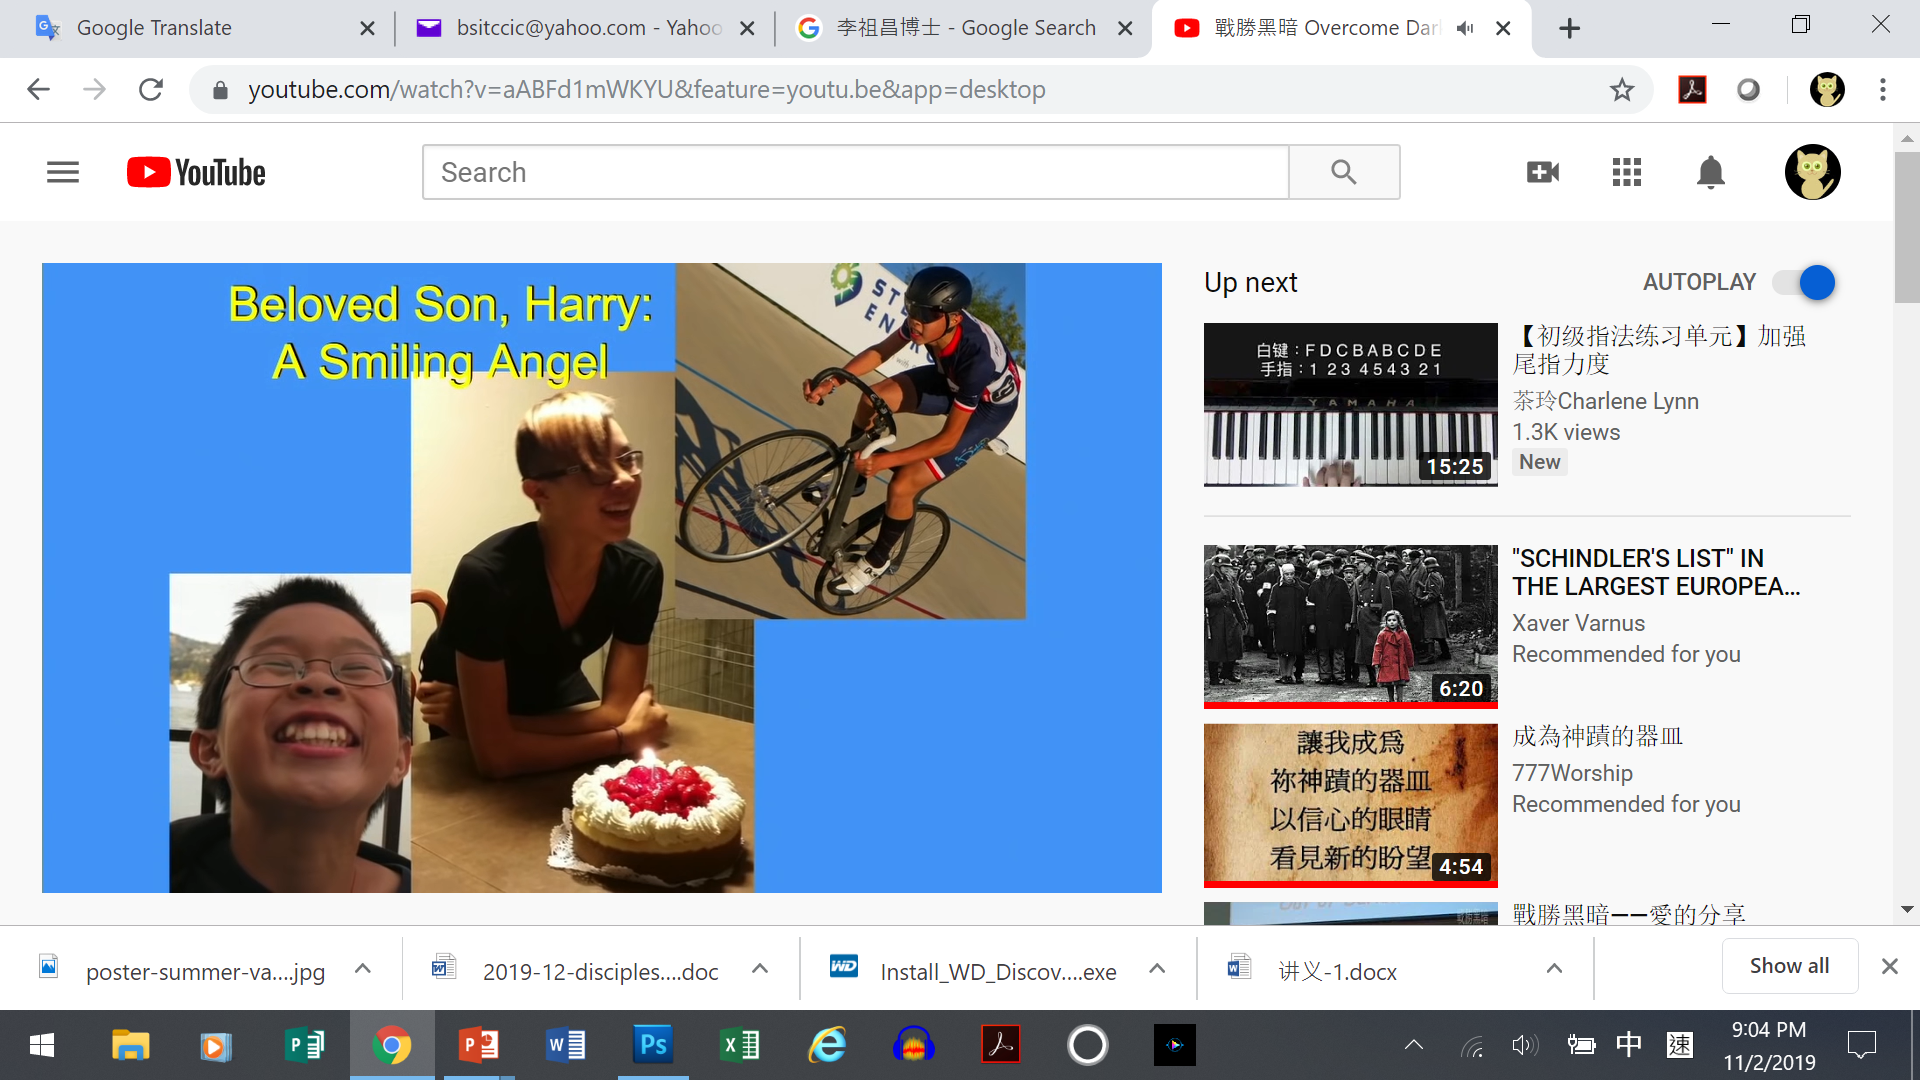 Google Translate
bsitccic@yahoo.com - Yahoo
李祖昌博士 - Google Search
戰勝黑暗 Overcome Dar
youtube.com/watch?v=aABFd1mWKYU&feature=youtu.be&app=desktop
YouTube
Search
Beloved Son, Harry:
A Smiling Angel
Up next
AUTOPLAY
白键：F D C B A B C D E
手指：1 23 4 5 4 3 21
YAMAHA
15:25
【初级指法练习单元】加强
尾指力度
茶玲Charlene Lynn
1.3K views
New
6:20
"SCHINDLER'S LIST" IN
THE LARGEST EUROPEA...
Xaver Varnus
Recommended for you
讓我成爲
祢神蹟的器皿
以信心的眼睛
看見新的盼望
4:54
成為神蹟的器皿
777Worship
Recommended for you
戰勝黑暗
戰勝黑暗——愛的分享
poster-summer-va....jpg
2019-12-disciples....doc
WD
Install_WD_Discov....exe
讲义-1.docx
Show all
中
速
9:04 PM
11/2/2019